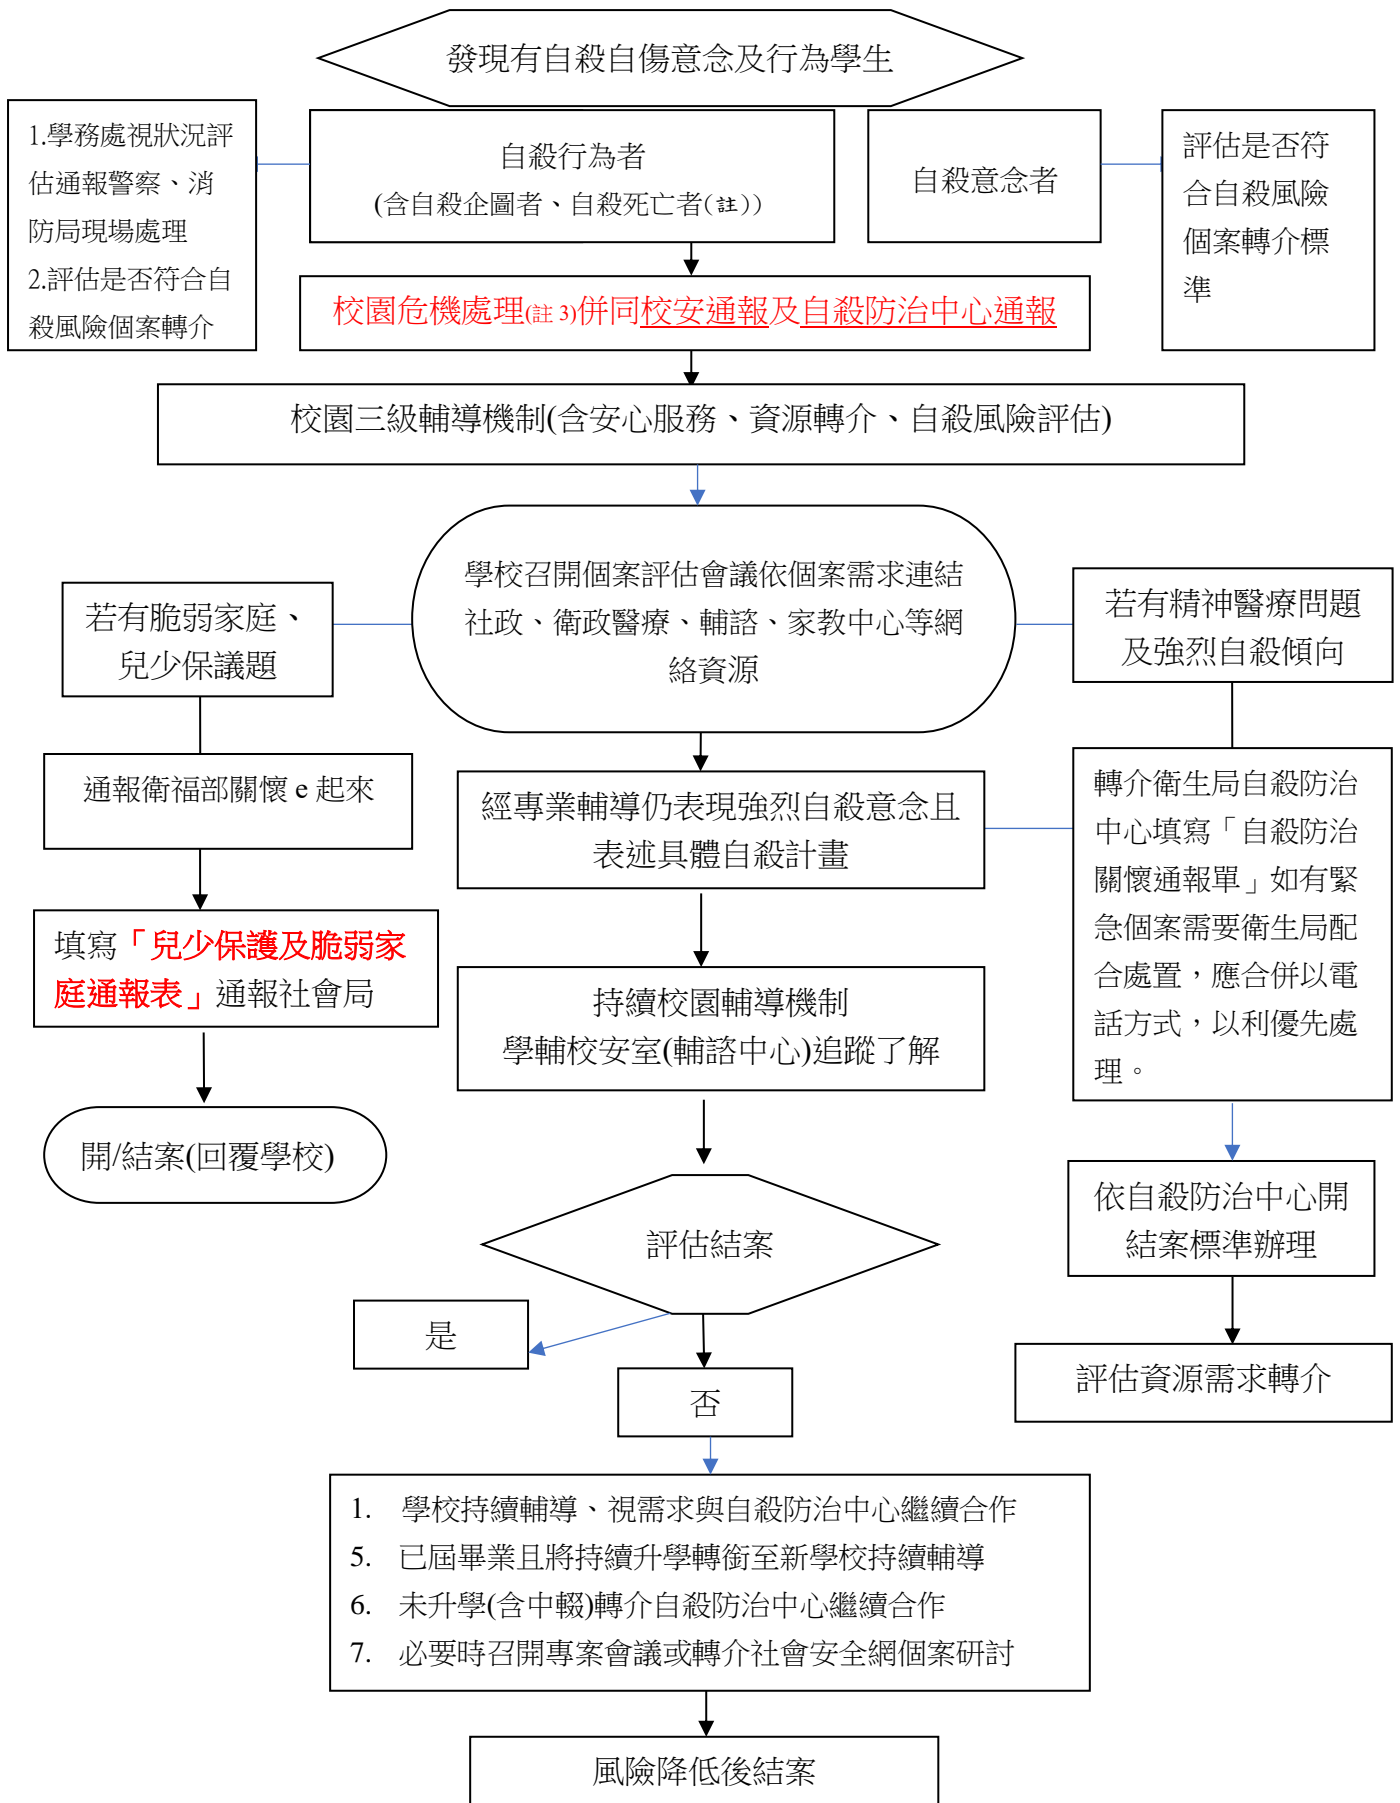 發現有自殺自傷意念及行為學生
1.學務處視狀況評
估通報警察、消
防局現場處理
2.評估是否符合自
殺風險個案轉介
自殺行為者
(含自殺企圖者、自殺死亡者(註))
自殺意念者
評估是否符
合自殺風險
個案轉介標
準
校園危機處理(註 3)併同校安通報及自殺防治中心通報
校園三級輔導機制(含安心服務、資源轉介、自殺風險評估)
學校召開個案評估會議依個案需求連結
社政、衛政醫療、輔諮、家教中心等網
絡資源
若有脆弱家庭、
兒少保議題
若有精神醫療問題
及強烈自殺傾向
通報衛福部關懷 e 起來
經專業輔導仍表現強烈自殺意念且
表述具體自殺計畫
轉介衛生局自殺防治
中心填寫「自殺防治
關懷通報單」如有緊
急個案需要衛生局配
合處置，應合併以電
話方式，以利優先處
理。
填寫「兒少保護及脆弱家
庭通報表」通報社會局
持續校園輔導機制
學輔校安室(輔諮中心)追蹤了解
開/結案(回覆學校)
依自殺防治中心開
結案標準辦理
評估結案
是
否
評估資源需求轉介
1. 學校持續輔導、視需求與自殺防治中心繼續合作
5. 已屆畢業且將持續升學轉銜至新學校持續輔導
6. 未升學(含中輟)轉介自殺防治中心繼續合作
7. 必要時召開專案會議或轉介社會安全網個案研討
風險降低後結案